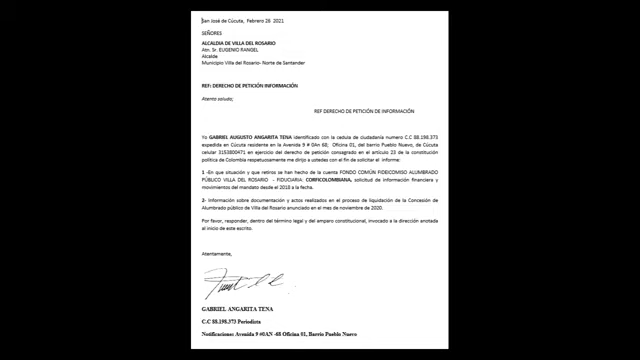 San José de Cúcuta, Febrero 26 2021
SEÑORES
ALCALDIA DE VILLA DEL ROSARIO
Atn. Sr. EUGENIO RANGEL
Alcalde
Municipio Villa del Rosario- Norte de Santander
REF: DERECHO DE PETICIÓN INFORMACIÓN
Atento saludo;
REF DERECHO DE PETICIÓN DE INFORMACIÓN
Yo GABRIEL AUGUSTO ANGARITA TENA identificado con la cedula de ciudadanía numero C.C 88.198.373
expedida en Cúcuta residente en la Avenida 9 # 0An 68; Oficina 01, del barrio Pueblo Nuevo, de Cúcuta
celular 3153800471 en ejercicio del derecho de petición consagrado en el artículo 23 de la constitución
política de Colombia respetuosamente me dirijo a ustedes con el fin de solicitar el informe:
1 -En que situación y que retiros se han hecho de la cuenta FONDO COMÚN FIDEICOMISO ALUMBRADO
PÚBLICO VILLA DEL ROSARIO - FIDUCIARIA: CORFICOLOMBIANA, solicitud de información financiera y
movimientos del mandato desde el 2018 a la fecha.
2- Información sobre documentación y actos realizados en el proceso de liquidación de la Concesión de
Alumbrado público de Villa del Rosario anunciado en el mes de noviembre de 2020.
Por favor, responder, dentro del término legal y del amparo constitucional, invocado a la dirección anotada
al inicio de este escrito.
Atentamente,
GABRIEL ANGARITA TENA
C.C 88.198.373 Periodista
Notificaciones: Avenida 9 #0AN -68 Oficina 01, Barrio Pueblo Nuevo